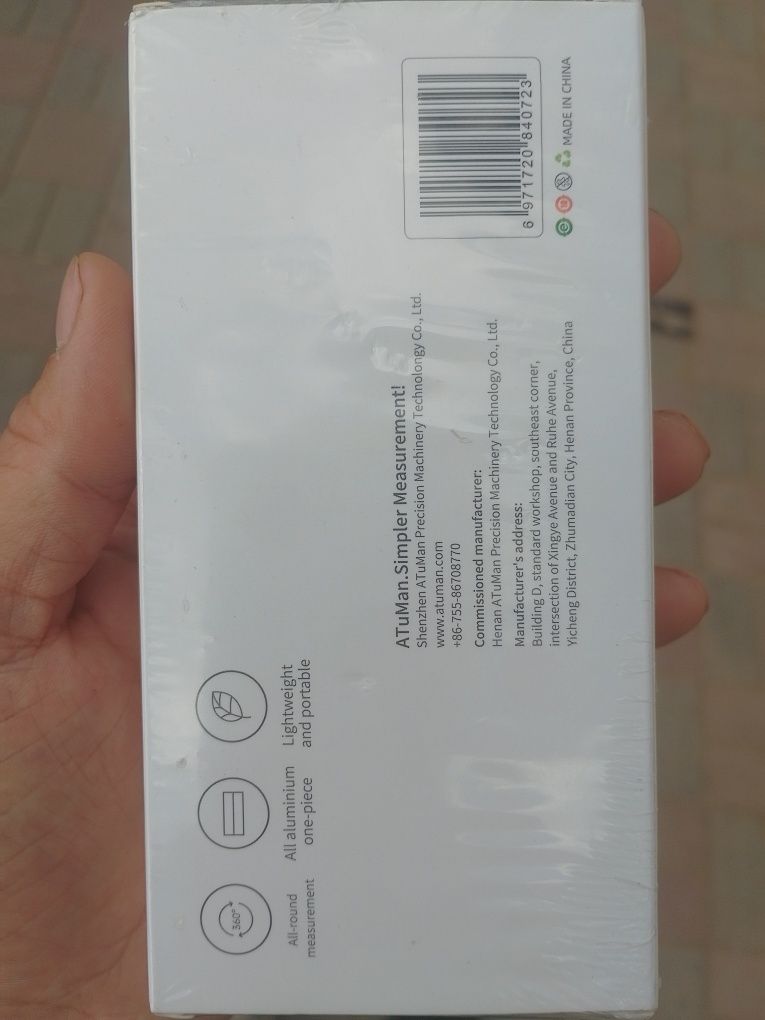 360°
All-round
measurement
All aluminium
one-piece
Lightweight
and portable
ATuMan.Simpler Measurement!
Shenzhen ATuMan Precision Machinery Technolongy Co., Ltd.
www.atuman.com
+86-755-86708770
Commissioned manufacturer:
Henan ATuMan Precision Machinery Technology Co., Ltd.
Manufacturer's address:
Building D, standard workshop, southeast corner,
intersection of Xingye Avenue and Ruhe Avenue,
Yicheng District, Zhumadian City, Henan Province, China
6 971720 840723
MADE IN CHINA